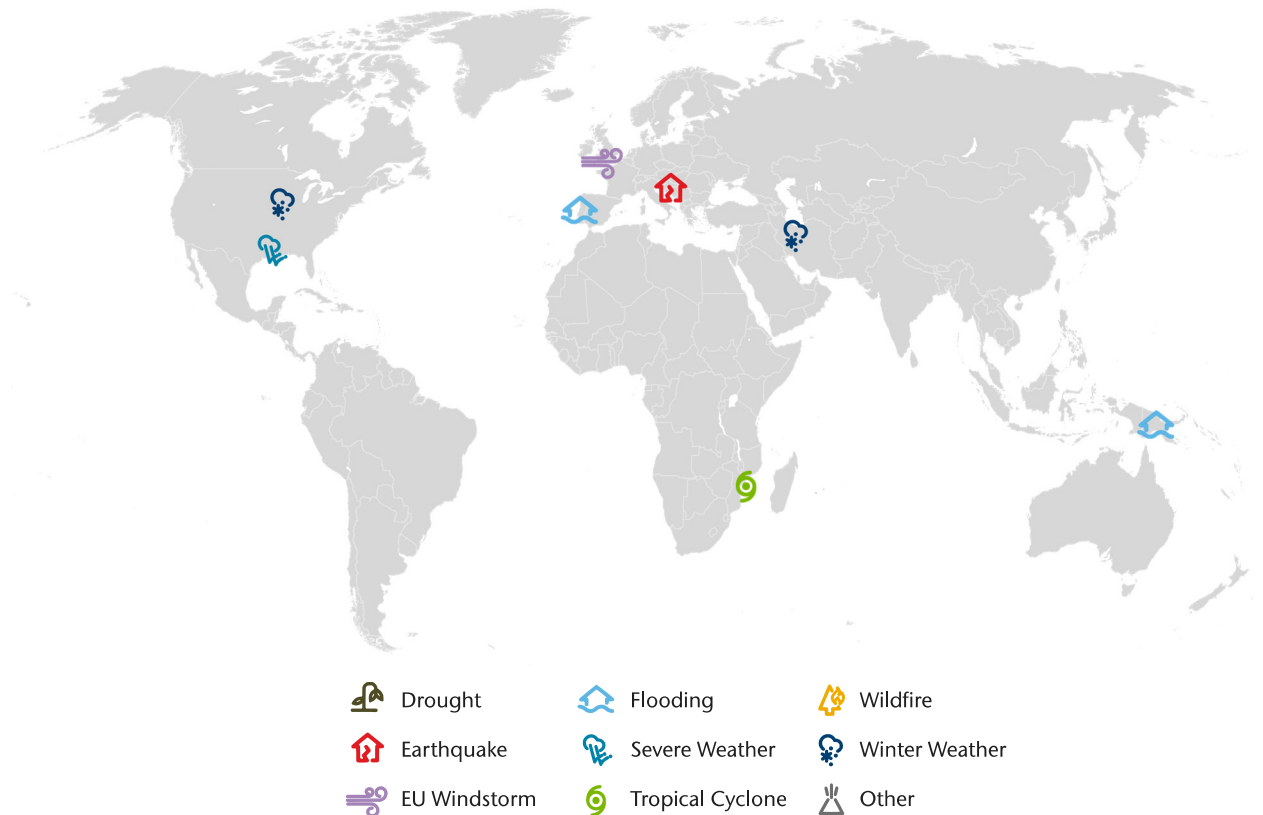 Drought
Flooding
Wildfire
Earthquake
Severe Weather
Winter Weather
EU Windstorm
Tropical Cyclone
Other